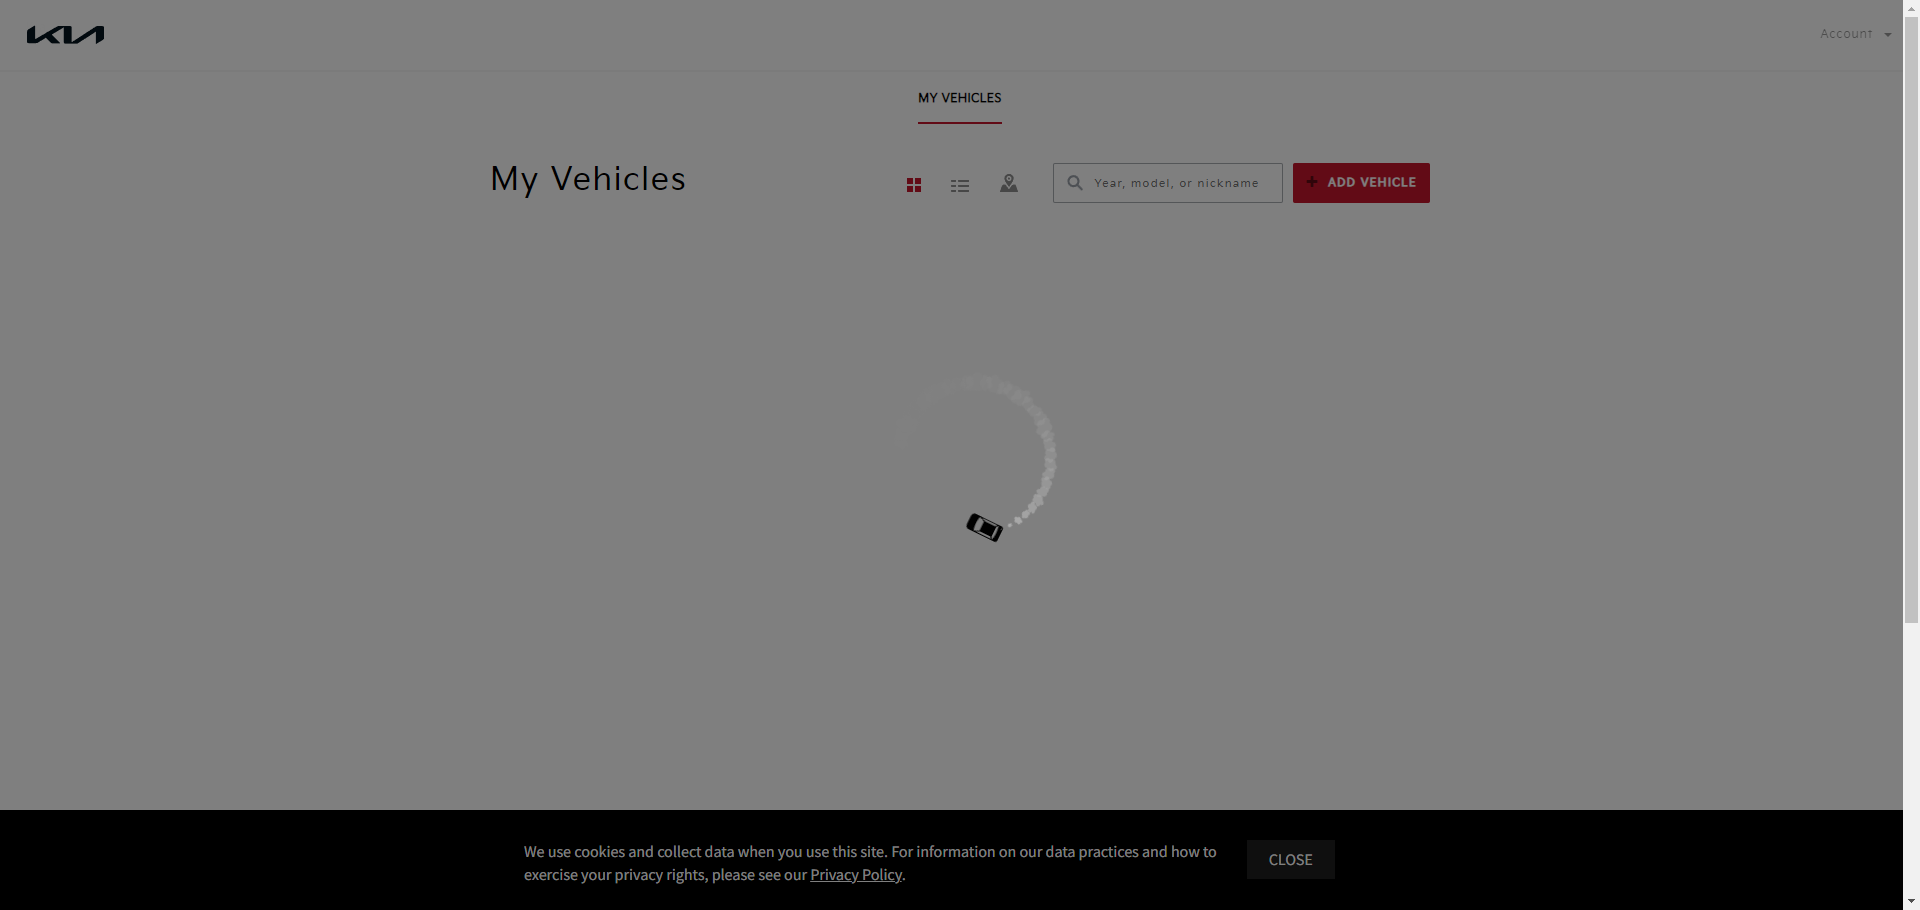 KIA
Account
MY VEHICLES
My Vehicles
Year, model, or nickname
ADD VEHICLE
We use cookies and collect data when you use this site. For information on our data practices and how to
exercise your privacy rights, please see our Privacy Policy.
CLOSE